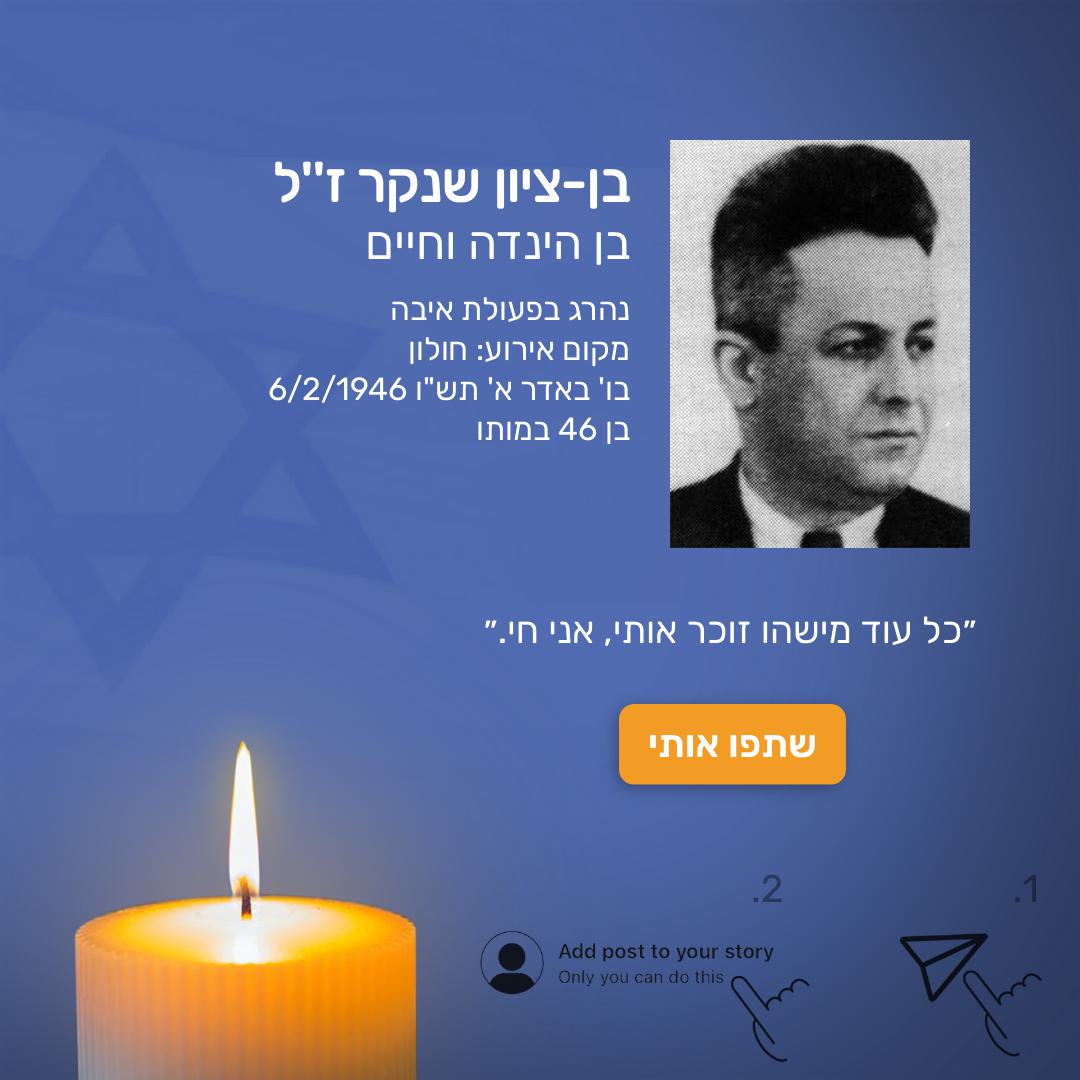 בן-ציון שנקר ז"ל
בן הינדה וחיים
נהרג בפעולת איבה
מקום אירוע: חולון
בו' באדר א' תש"ו 6/2/1946
בן 46 במותו
״כל עוד מישהו זוכר אותי, אני חי.״
שתפו אותי
.1
.2
Add post to your story
Only you can do this